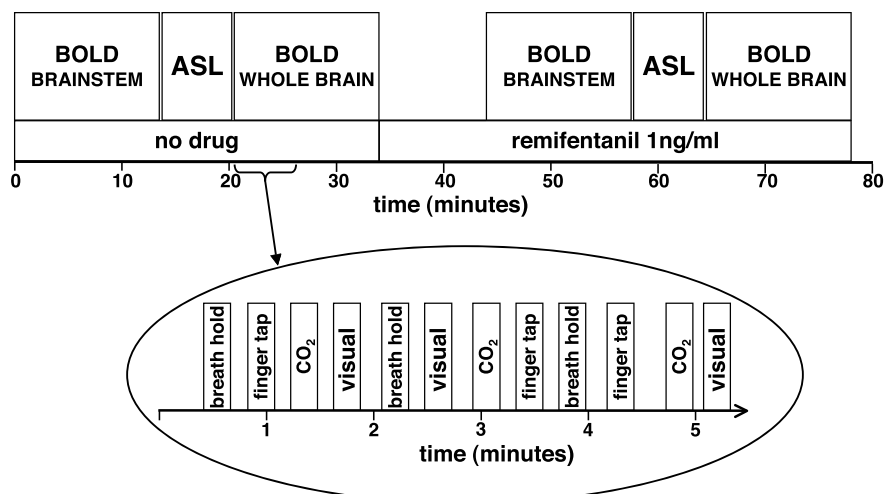 BOLD
BRAINSTEM
ASL
BOLD
WHOLE BRAIN
BOLD
BRAINSTEM
ASL
BOLD
WHOLE BRAIN
no drug
remifentanil 1ng/ml
0 10 20 30 40 50 60 70 80
time (minutes)
breath hold
finger tap
CO₂
visual
breath hold
visual
CO₂
finger tap
breath hold
finger tap
CO₂
visual
1 2 3 4 5
time (minutes)